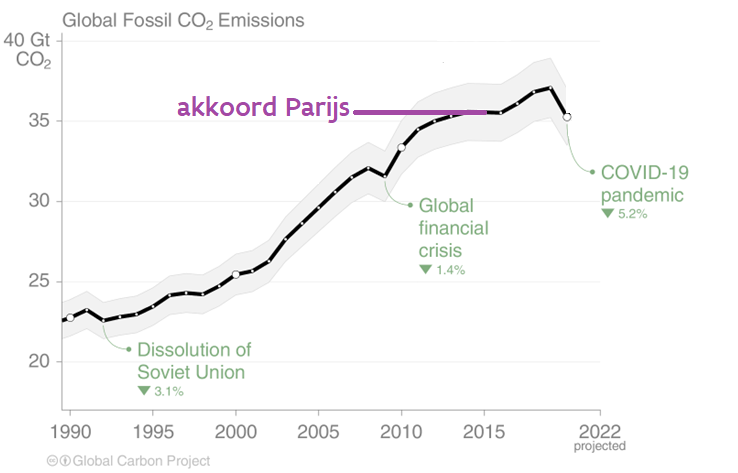 Global Fossil CO₂ Emissions
40 Gt
CO₂
akkoord Parijs
35
30
25
20
COVID-19
pandemic
▼ 5.2%
Global
financial
crisis
▼ 1.4%
Dissolution of
Soviet Union
▼ 3.1%
1990 1995 2000 2005 2010 2015 2022
projected
Global Carbon Project